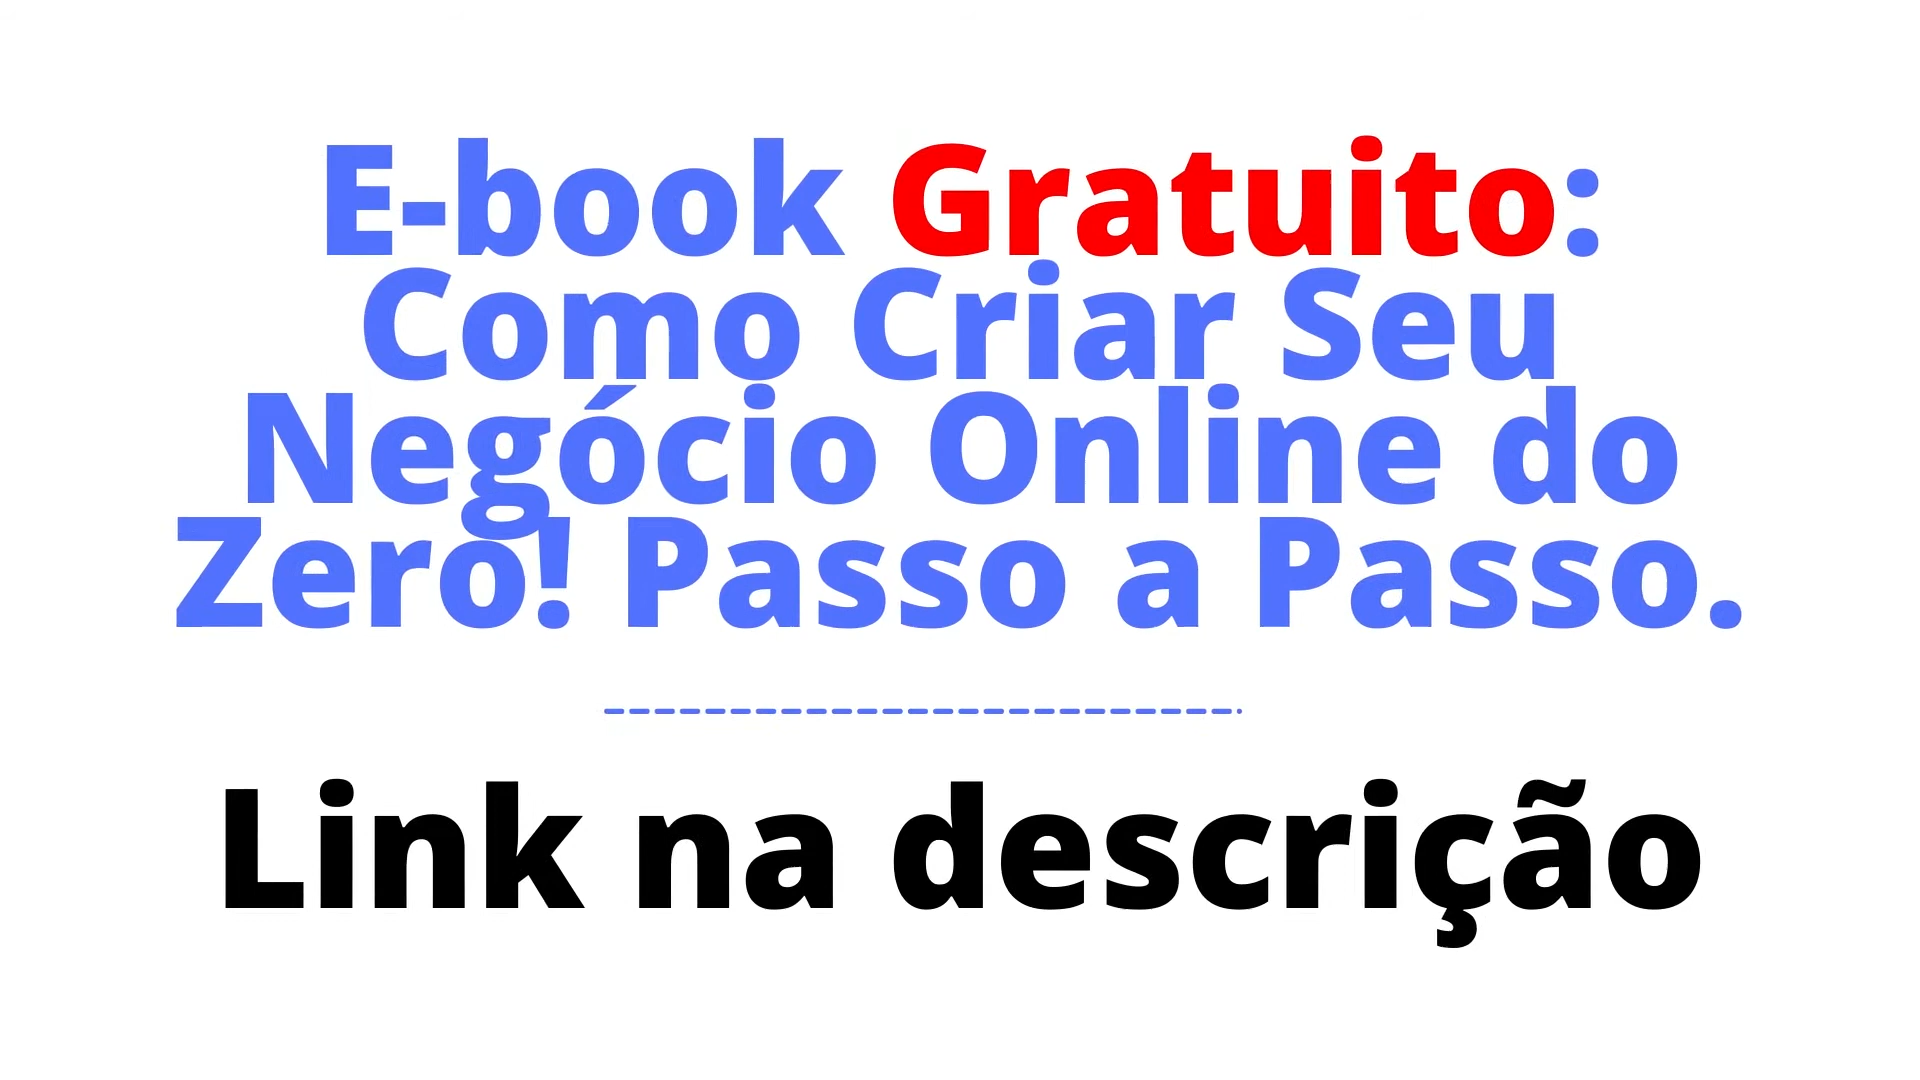 E-book Gratuito:
Como Criar Seu
Negócio Online do
Zero! Passo a Passo.
Link na descrição